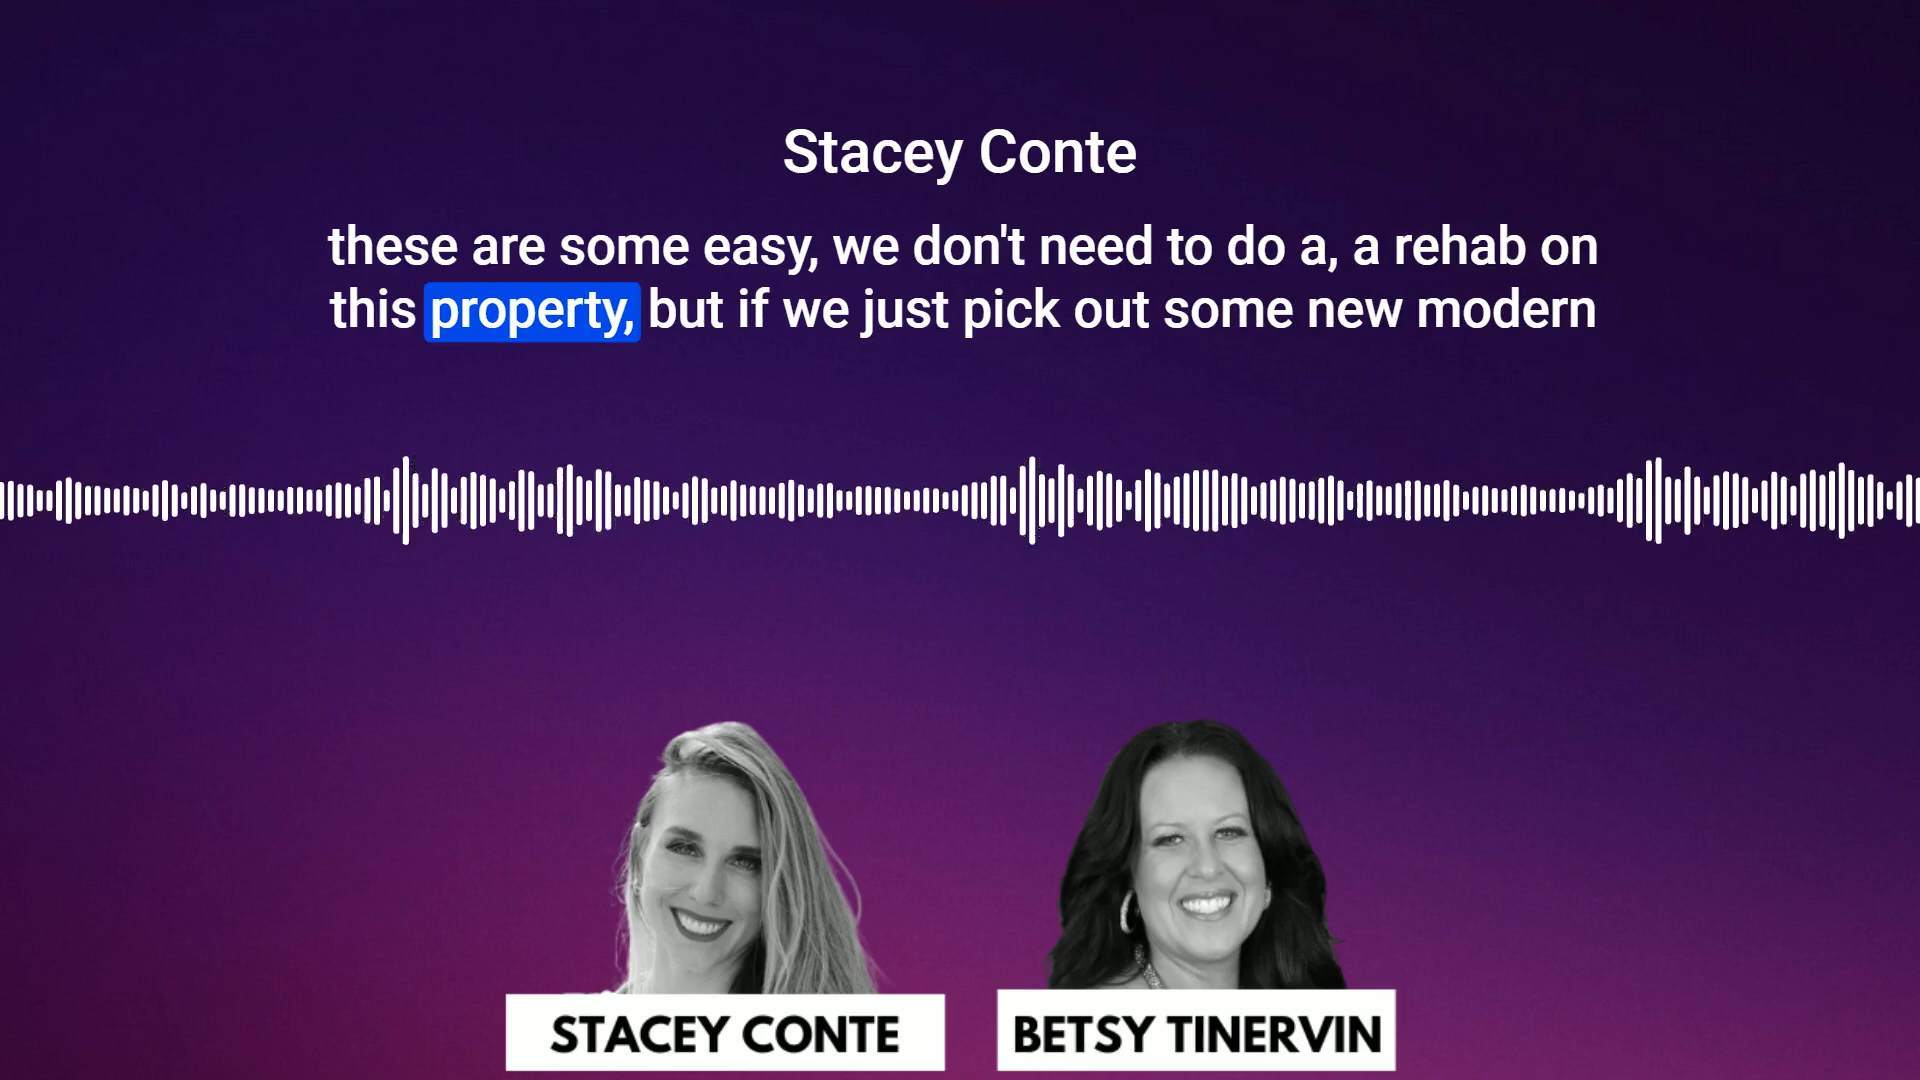 Stacey Conte
these are some easy, we don't need to do a, a rehab on
this property, but if we just pick out some new modern
STACEY CONTE
BETSY TINERVIN